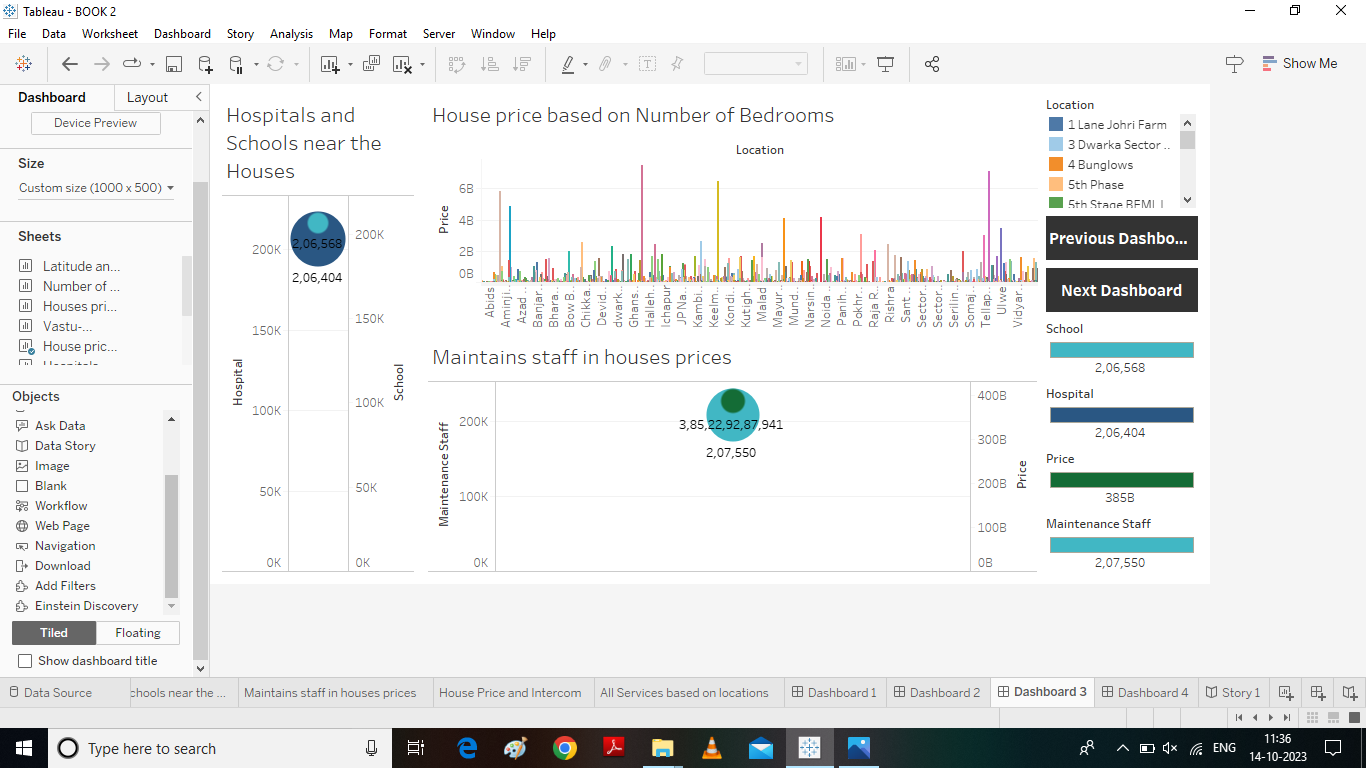 Tableau - BOOK 2
File Data Worksheet Dashboard Story Analysis Map Format Server Window Help
Show Me
Dashboard Layout
Device Preview
Size
Custom size (1000 x 500)
Sheets
Latitude an...
Number of ...
Houses pri...
Vastu-...
House pric...
Objects
Ask Data
Data Story
Image
Blank
Workflow
Web Page
Navigation
Download
Add Filters
Einstein Discovery
Tiled Floating
Show dashboard title
Hospitals and
Schools near the
Houses
Hospital
200K
150K
100K
50K
0K
2,06,568
2,06,404
200K
150K
100K
50K
0K
School
House price based on Number of Bedrooms
Location
Price
6B
4B
2B
0B
Abids
Aminji..
Azad..
Banjar..
Bhara..
Bow B..
Chikka..
Devid..
dwark..
Ghans..
Halleh..
Ichapur
JP Na..
Kambi..
Keelm..
Kondi..
Kutigh..
Malad
Mayur..
Mund..
Narsin..
Noida ..
Panih..
Pokhr..
Raja R..
Rishra
Sant..
Sector..
Sector..
Serilin..
Somaj..
Tellap..
Ulwe
Vidyar..
Maintains staff in houses prices
Maintenance Staff
200K
100K
0K
3,85,22,92,87,941
2,07,550
400B
300B
200B
100B
0B
Price
Location
1 Lane Johri Farm
3 Dwarka Sector ..
4 Bunglows
5th Phase
5th Stage BEML L
Previous Dashbo...
Next Dashboard
School
2,06,568
Hospital
2,06,404
Price
385B
Maintenance Staff
2,07,550
Data Source chools near the ... Maintains staff in houses prices House Price and Intercom All Services based on locations Dashboard 1 Dashboard 2 Dashboard 3 Dashboard 4 Story 1
Type here to search
ENG
11:36
14-10-2023